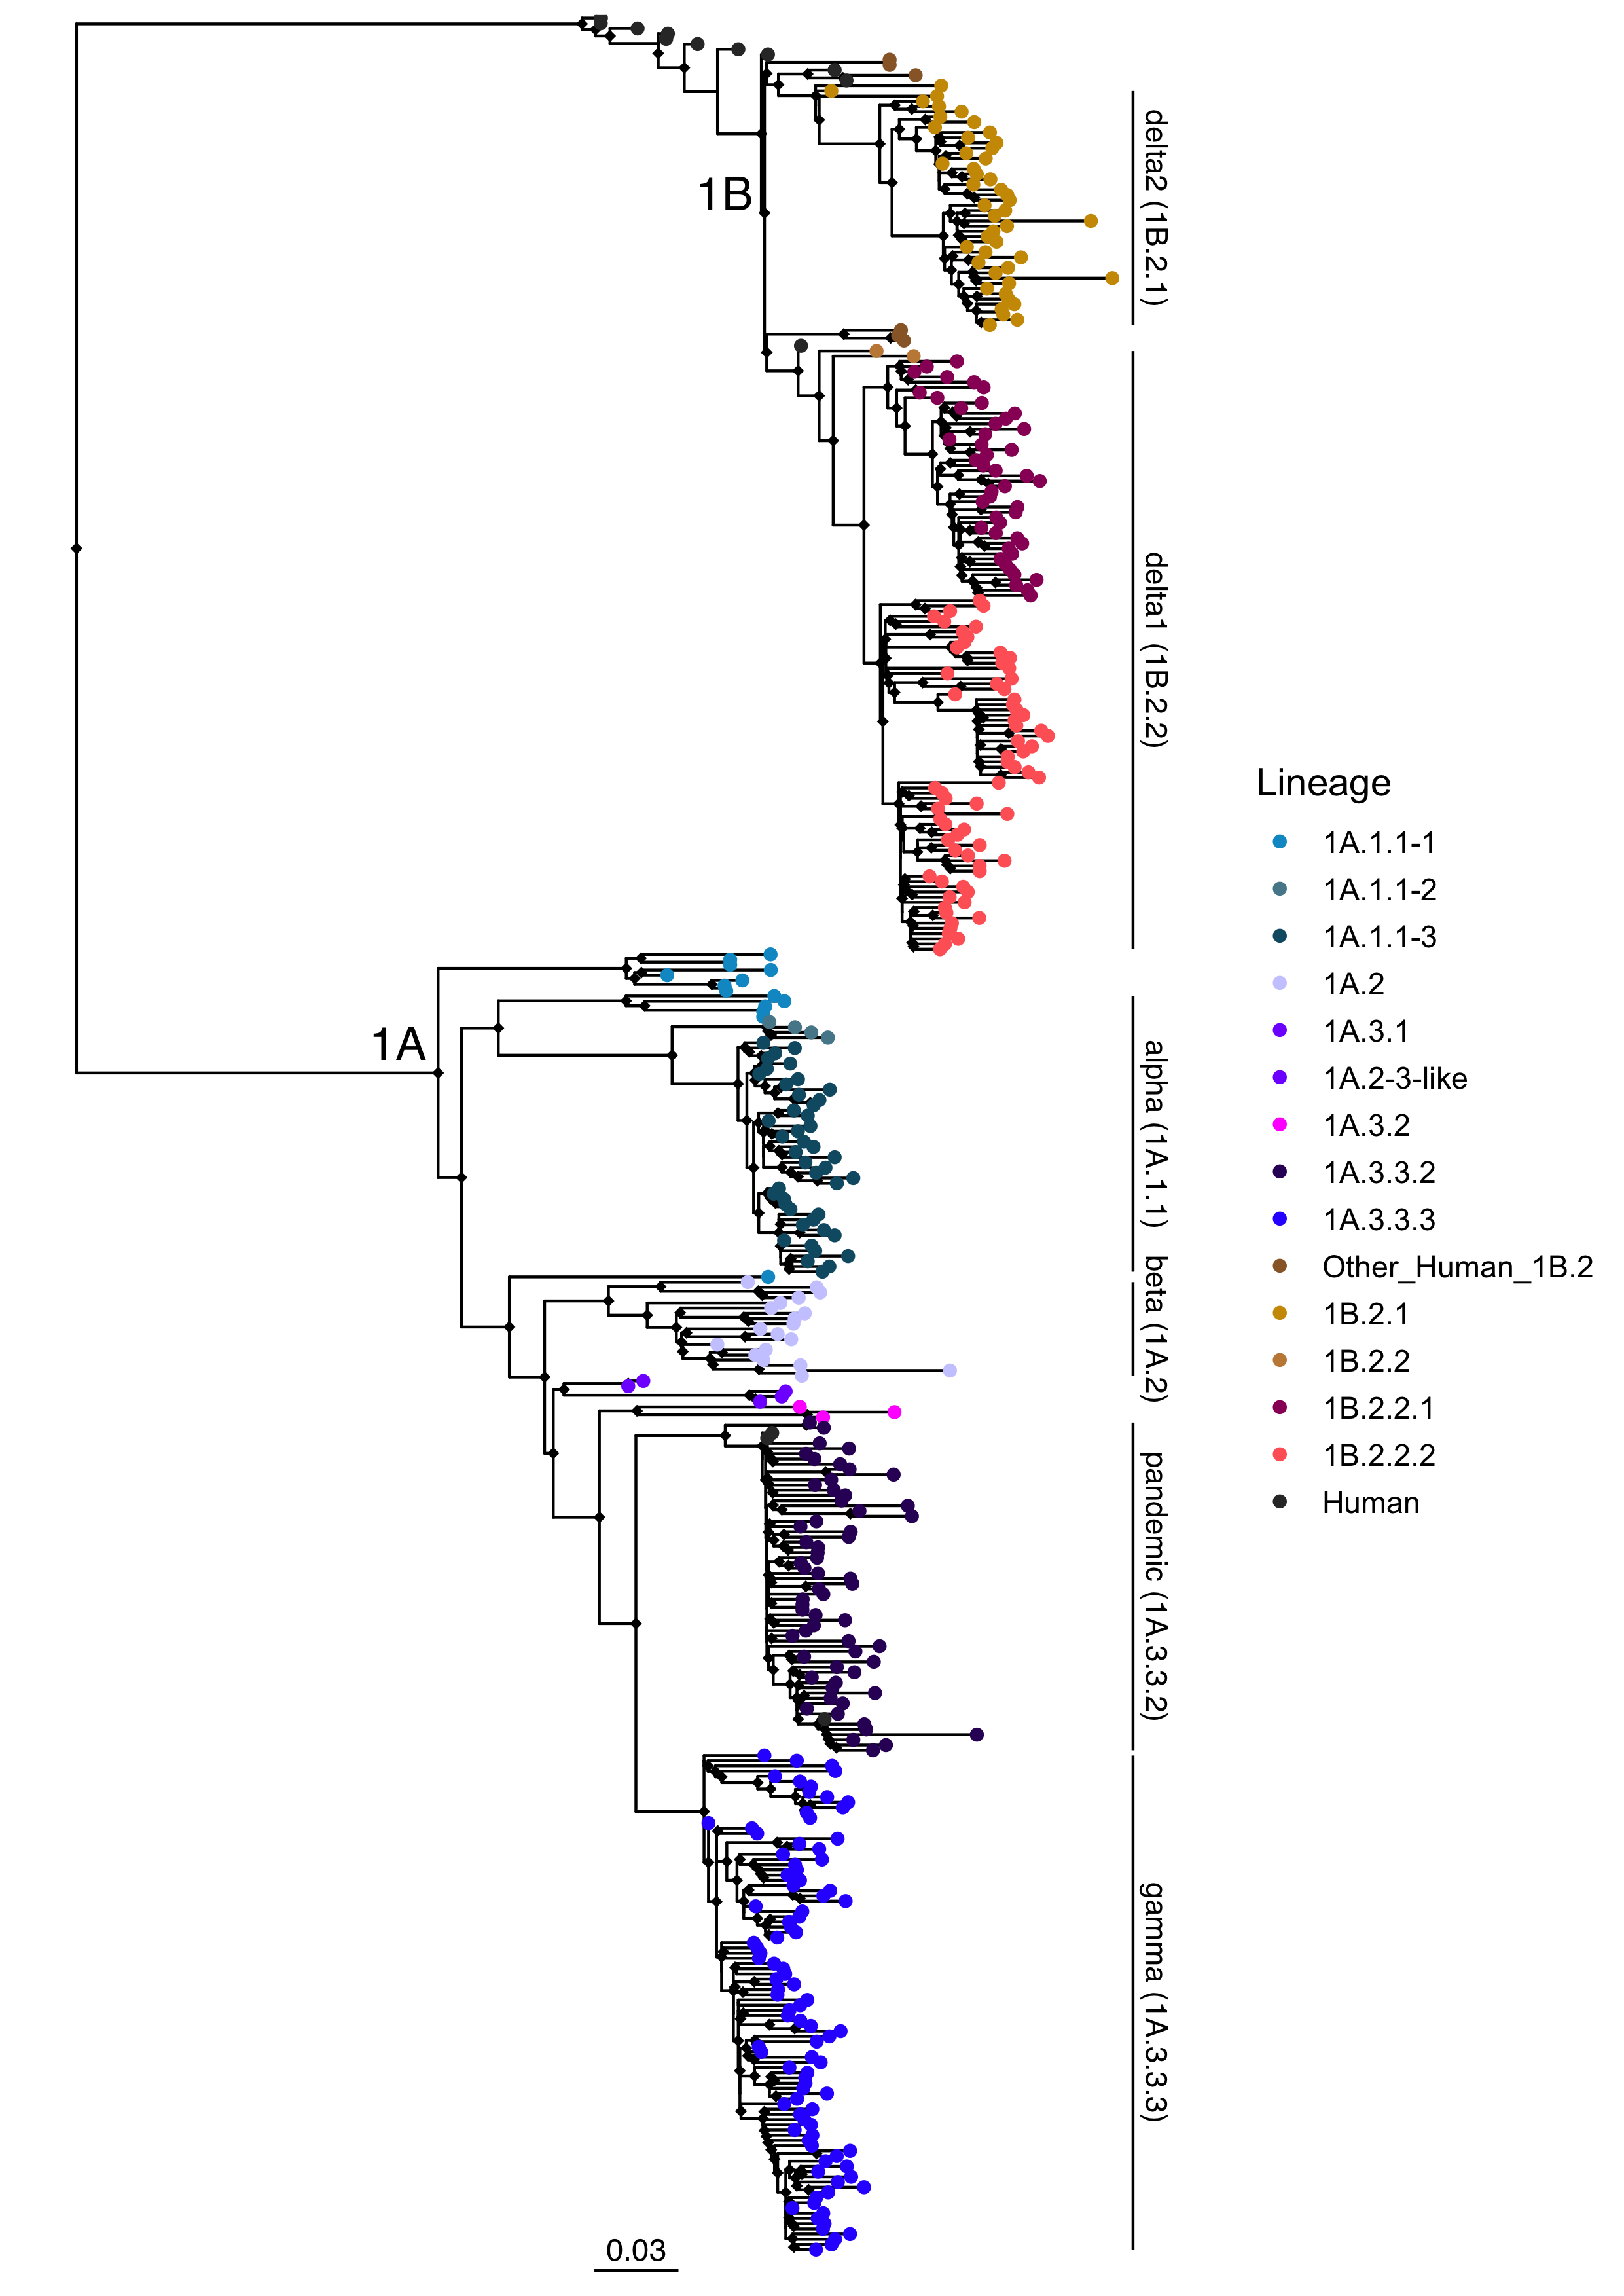 1B
delta2 (1B.2.1)
delta1 (1B.2.2)
1A
alpha (1A.1.1)
beta (1A.2)
pandemic (1A.3.3.2)
gamma (1A.3.3.3)
0.03
Lineage
1A.1.1-1
1A.1.1-2
1A.1.1-3
1A.2
1A.3.1
1A.2-3-like
1A.3.2
1A.3.3.2
1A.3.3.3
Other_Human_1B.2
1B.2.1
1B.2.2
1B.2.2.1
1B.2.2.2
Human